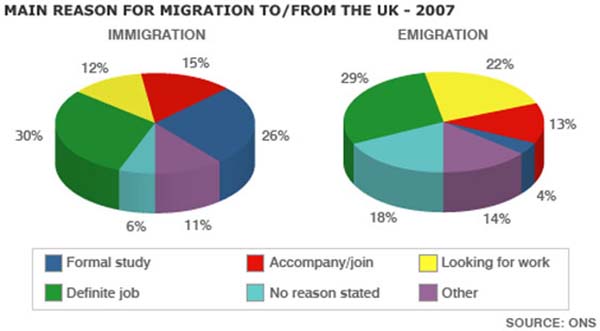 MAIN REASON FOR MIGRATION TO/FROM THE UK - 2007
IMMIGRATION
EMIGRATION
12%
15%
30%
26%
6%
11%
29%
22%
13%
18%
14%
4%
Formal study
Accompany/join
Looking for work
Definite job
No reason stated
Other
SOURCE: ONS